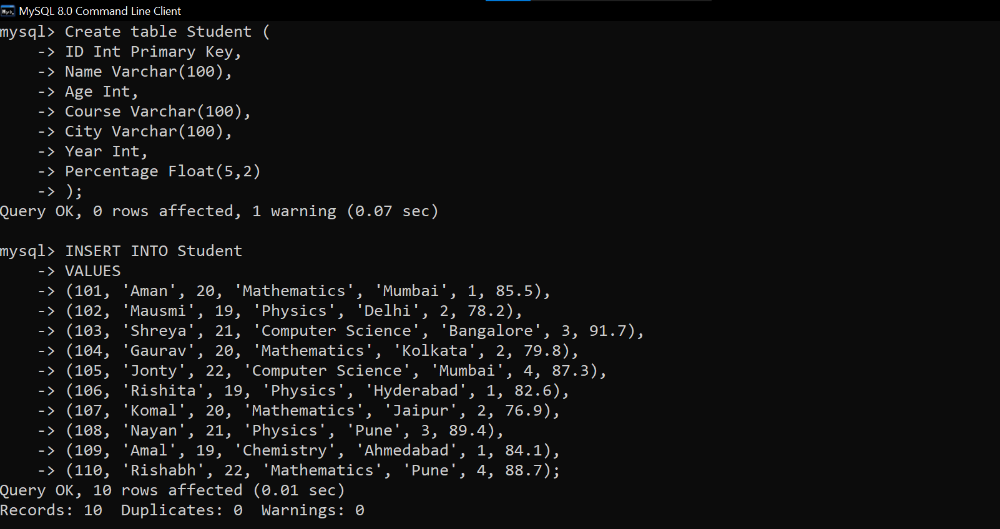 MySQL 8.0 Command Line Client
mysql> Create table Student (
    -> ID Int Primary Key,
    -> Name Varchar(100),
    -> Age Int,
    -> Course Varchar(100),
    -> City Varchar(100),
    -> Year Int,
    -> Percentage Float(5,2)
    -> );
Query OK, 0 rows affected, 1 warning (0.07 sec)

mysql> INSERT INTO Student
    -> VALUES
    -> (101, 'Aman', 20, 'Mathematics', 'Mumbai', 1, 85.5),
    -> (102, 'Mausmi', 19, 'Physics', 'Delhi', 2, 78.2),
    -> (103, 'Shreya', 21, 'Computer Science', 'Bangalore', 3, 91.7),
    -> (104, 'Gaurav', 20, 'Mathematics', 'Kolkata', 2, 79.8),
    -> (105, 'Jonty', 22, 'Computer Science', 'Mumbai', 4, 87.3),
    -> (106, 'Rishita', 19, 'Physics', 'Hyderabad', 1, 82.6),
    -> (107, 'Komal', 20, 'Mathematics', 'Jaipur', 2, 76.9),
    -> (108, 'Nayan', 21, 'Physics', 'Pune', 3, 89.4),
    -> (109, 'Amal', 19, 'Chemistry', 'Ahmedabad', 1, 84.1),
    -> (110, 'Rishabh', 22, 'Mathematics', 'Pune', 4, 88.7);
Query OK, 10 rows affected (0.01 sec)
Records: 10  Duplicates: 0  Warnings: 0